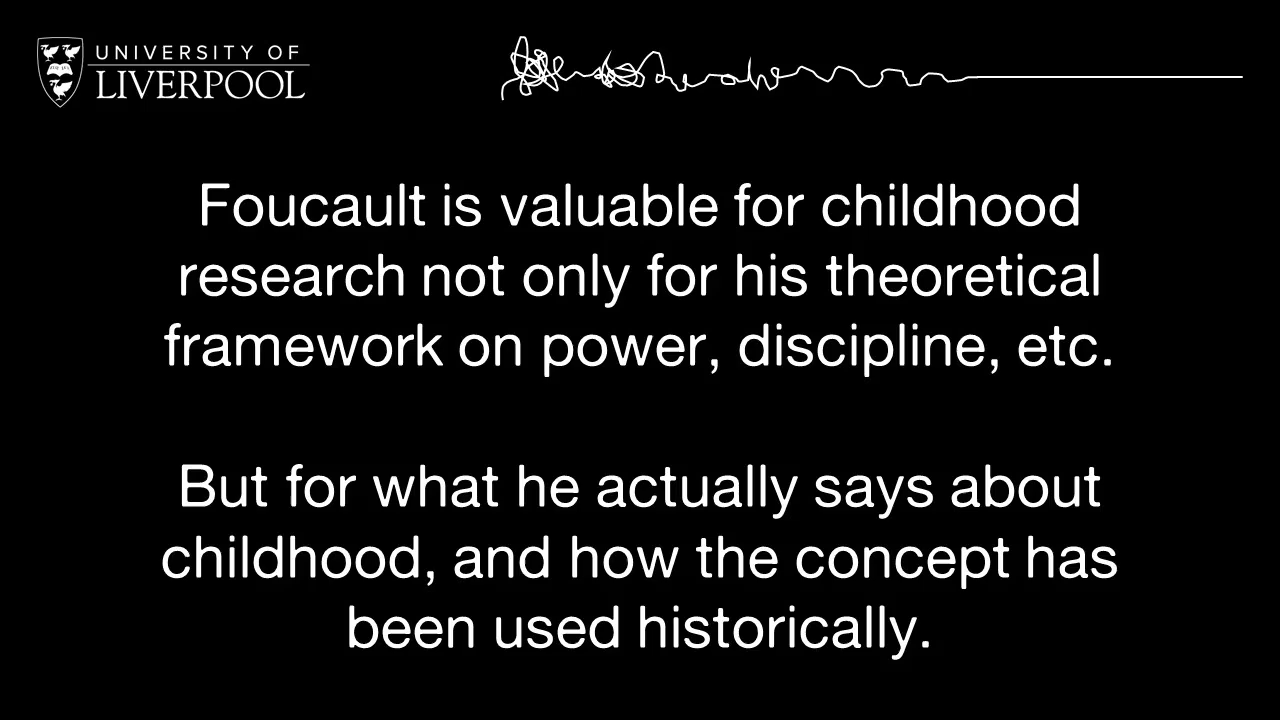 UNIVERSITY OF
LIVERPOOL
Foucault is valuable for childhood
research not only for his theoretical
framework on power, discipline, etc.
But for what he actually says about
childhood, and how the concept has
been used historically.